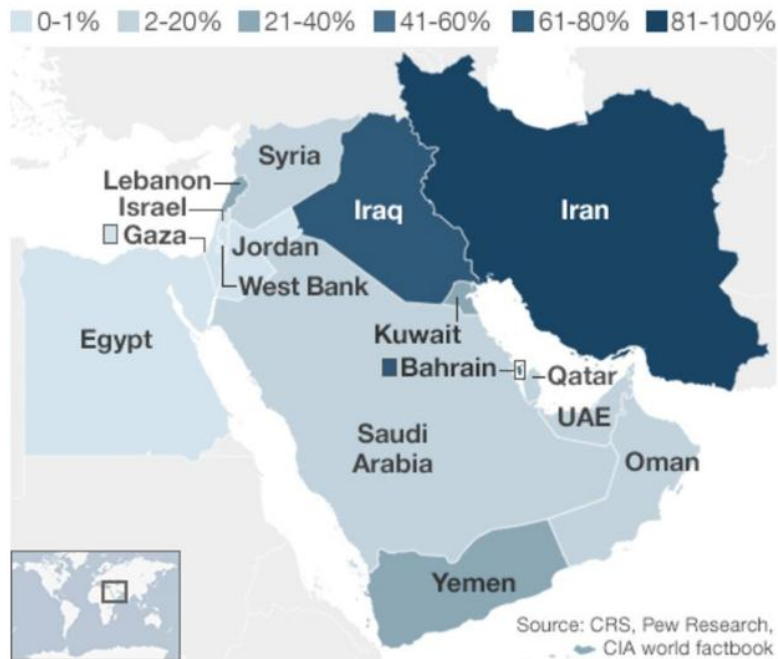 0-1% 2-20% 21-40% 41-60% 61-80% 81-100%
Syria
Lebanon
Israel
Iraq
Iran
Gaza
Jordan
West Bank
Egypt
Kuwait
Bahrain
Qatar
UAE
Saudi
Arabia
Oman
Yemen
Source: CRS, Pew Research,
CIA world factbook